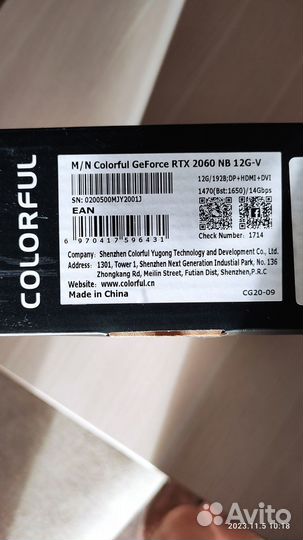 COLORFUL
M/N Colorful GeForce RTX 2060 NB 12G-V
12G/192B;DP+HDMI+DVI
1470(Bst:1650)/14Gbps
SN: 0200500MJY2001J
EAN
6 970417 596431
Check Number: 1714
Company: Shenzhen Colorful Yugong Technology and Development Co., Ltd.
Address: 1301, Tower 1, Shenzhen Next Generation Industial Park, No. 136
Zhongkang Rd, Meilin Street, Futian Dist, Shenzhen,P.R.C
Website: www.colorful.cn
Made in China
CG20-09
2023.11.5 10:18
Avito